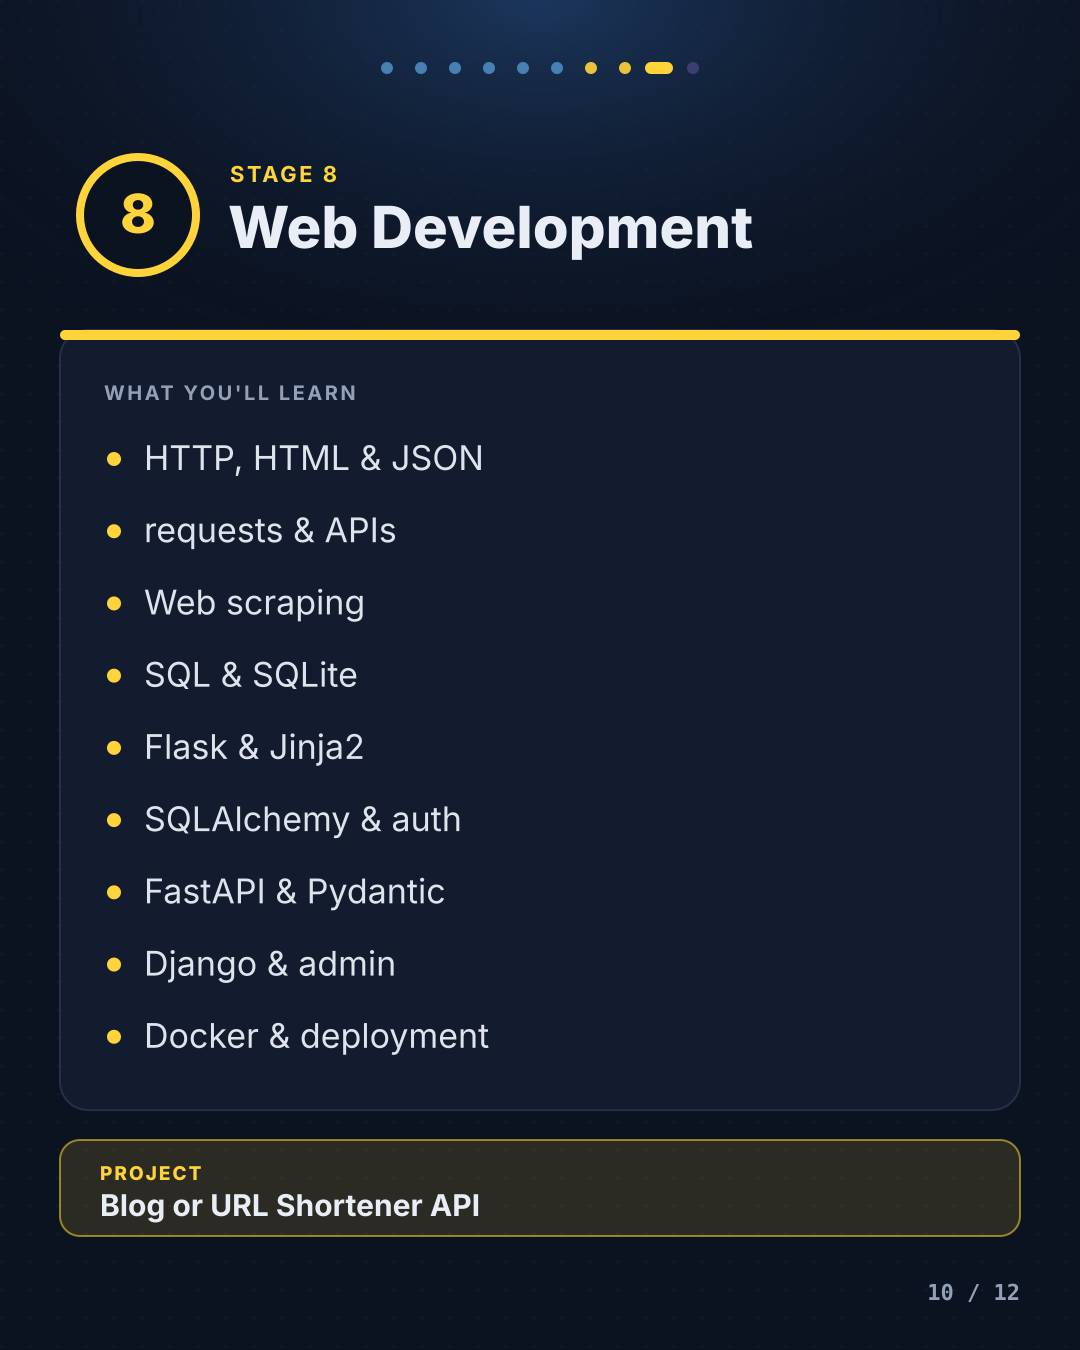 8
STAGE 8
Web Development
WHAT YOU'LL LEARN
HTTP, HTML & JSON
requests & APIs
Web scraping
SQL & SQLite
Flask & Jinja2
SQLAlchemy & auth
FastAPI & Pydantic
Django & admin
Docker & deployment
PROJECT
Blog or URL Shortener API
10 / 12